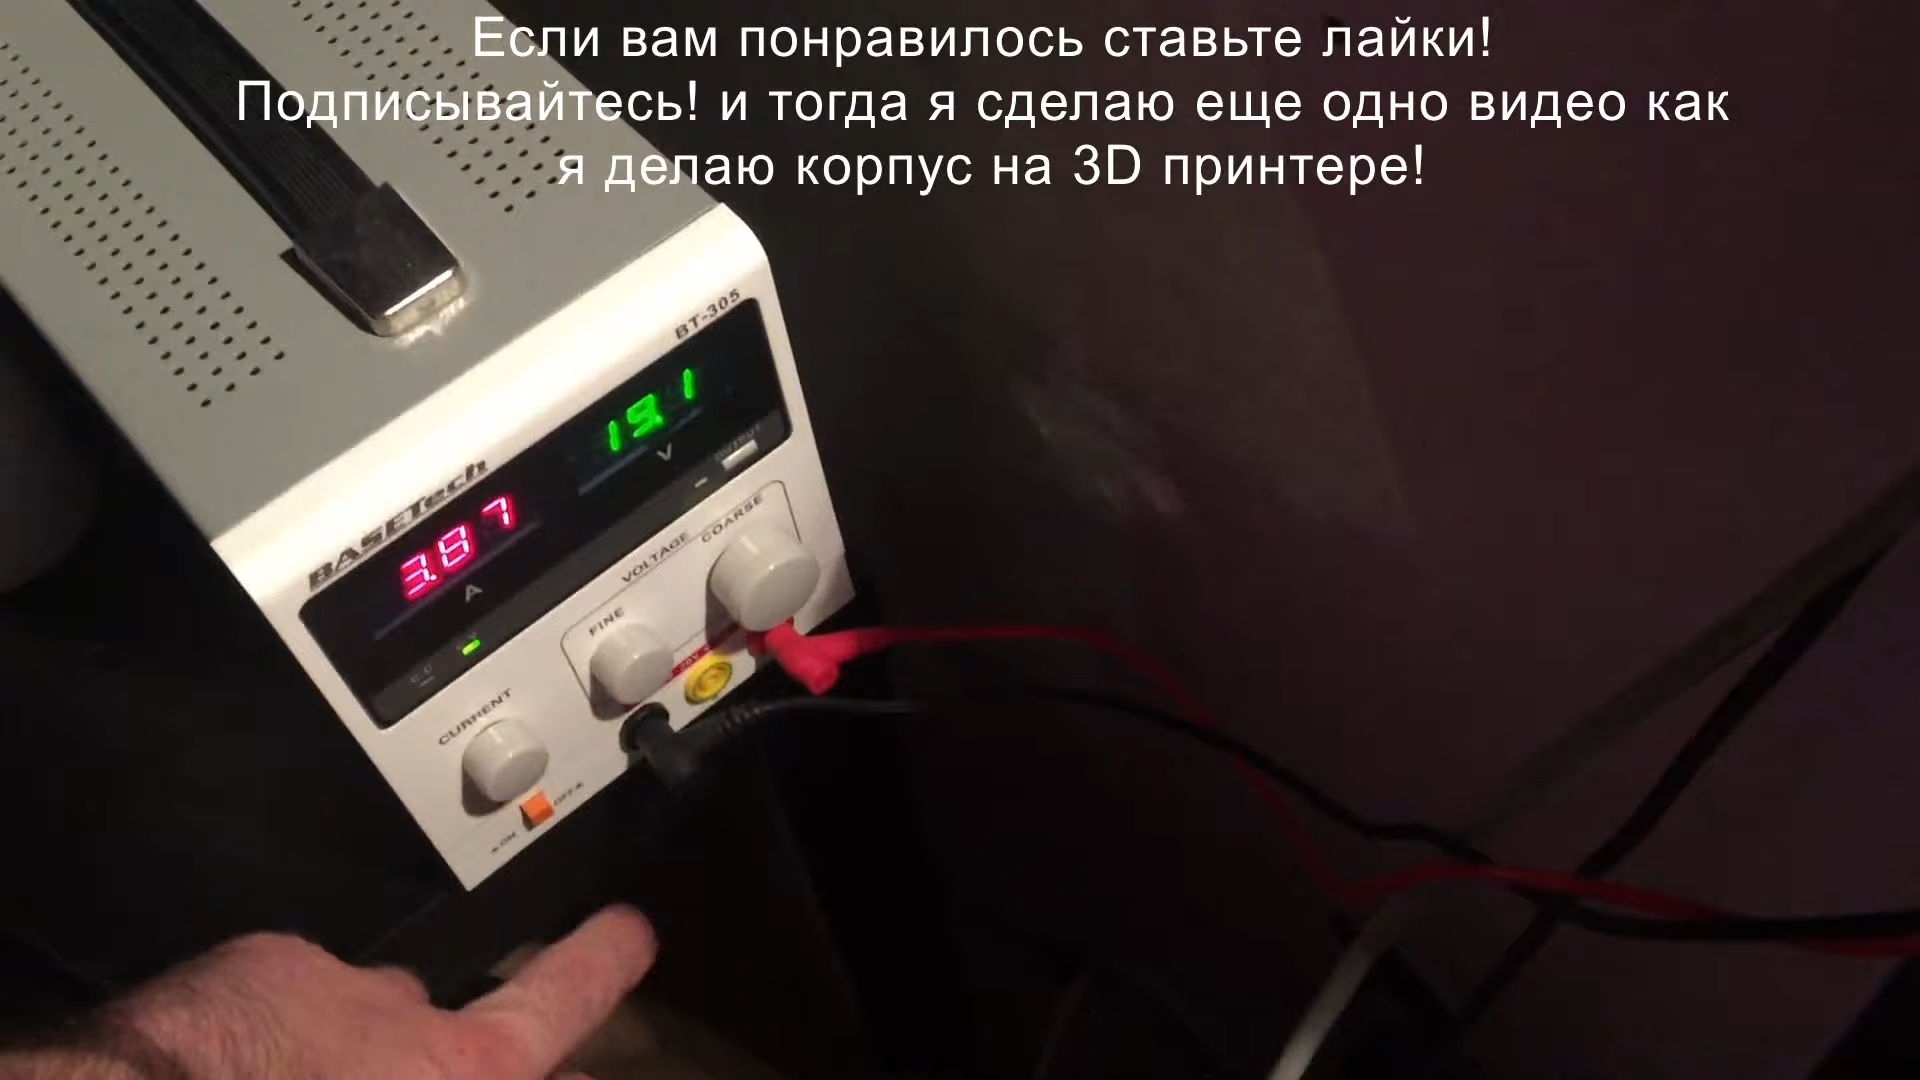 Если вам понравилось ставьте лайки!
Подписывайтесь! и тогда я сделаю еще одно видео как
я делаю корпус на 3D принтере!
BT-305
19.1
V
OUTPUT
BASETech
3.87
A
VOLTAGE
COARSE
FINE
CURRENT